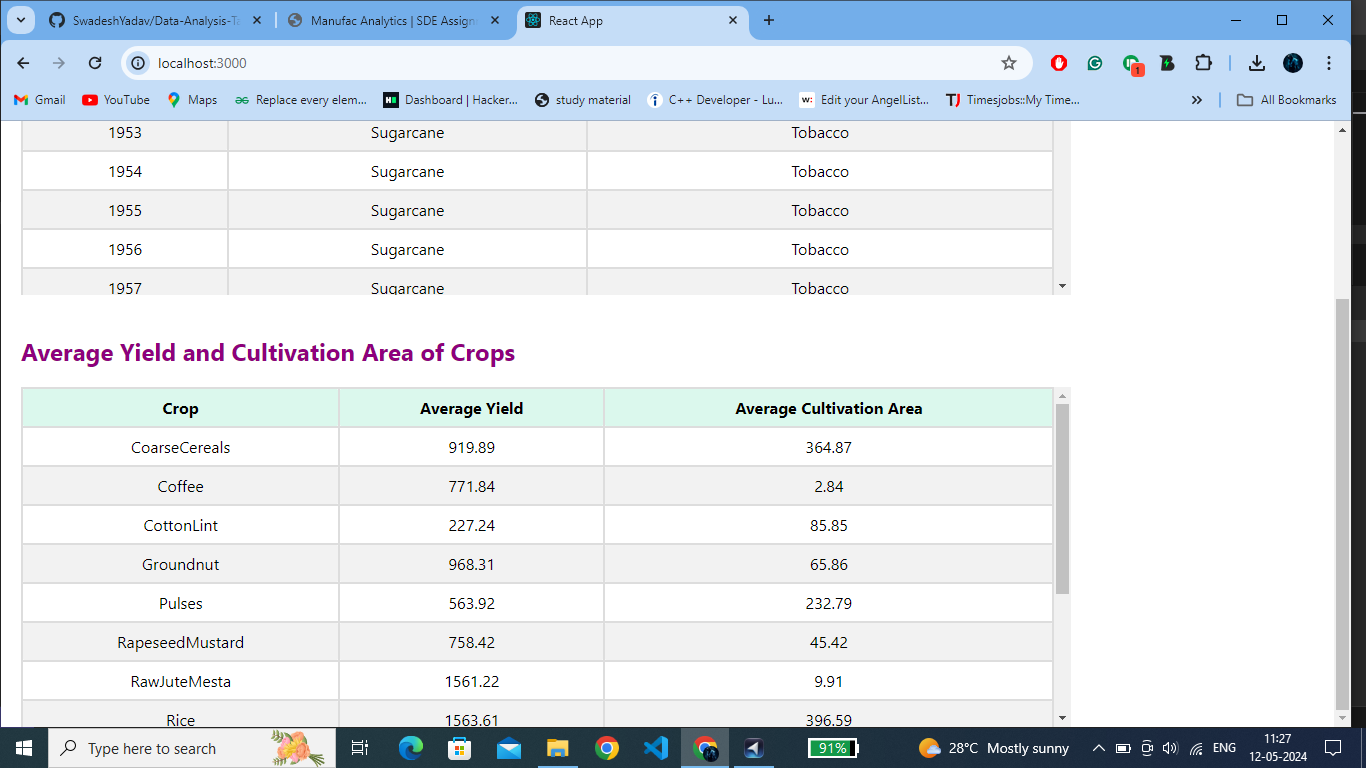 SwadeshYadav/Data-Analysis-Ta
Manufac Analytics | SDE Assign
React App
localhost:3000
1
Gmail
YouTube
Maps
Replace every elem...
Dashboard | Hacker...
study material
C++ Developer - Lu...
Edit your AngelList...
Timesjobs::My Time...
All Bookmarks
1953 Sugarcane Tobacco
1954 Sugarcane Tobacco
1955 Sugarcane Tobacco
1956 Sugarcane Tobacco
1957 Sugarcane Tobacco
Average Yield and Cultivation Area of Crops
Crop Average Yield Average Cultivation Area
CoarseCereals 919.89 364.87
Coffee 771.84 2.84
CottonLint 227.24 85.85
Groundnut 968.31 65.86
Pulses 563.92 232.79
RapeseedMustard 758.42 45.42
RawJuteMesta 1561.22 9.91
Rice 1563.61 396.59
Type here to search
91%
28°C Mostly sunny
ENG
11:27
12-05-2024